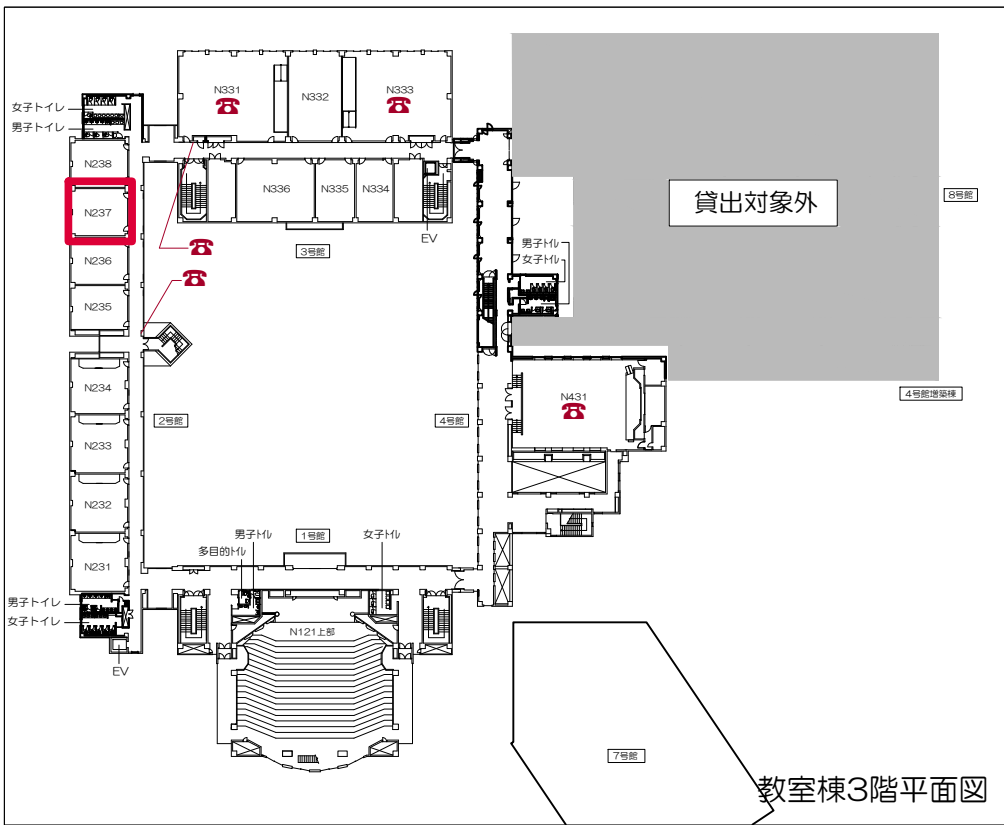 N331
N332
N333
女子トイレ
男子トイレ
N238
N237
N236
N235
N336
N335
N334
EV
3号館
貸出対象外
8号館
男子トイレ
女子トイレ
N234
N233
N232
N231
2号館
4号館
N431
4号館増築棟
1号館
男子トイレ
多目的トイレ
女子トイレ
男子トイレ
女子トイレ
EV
N121上部
7号館
教室棟3階平面図